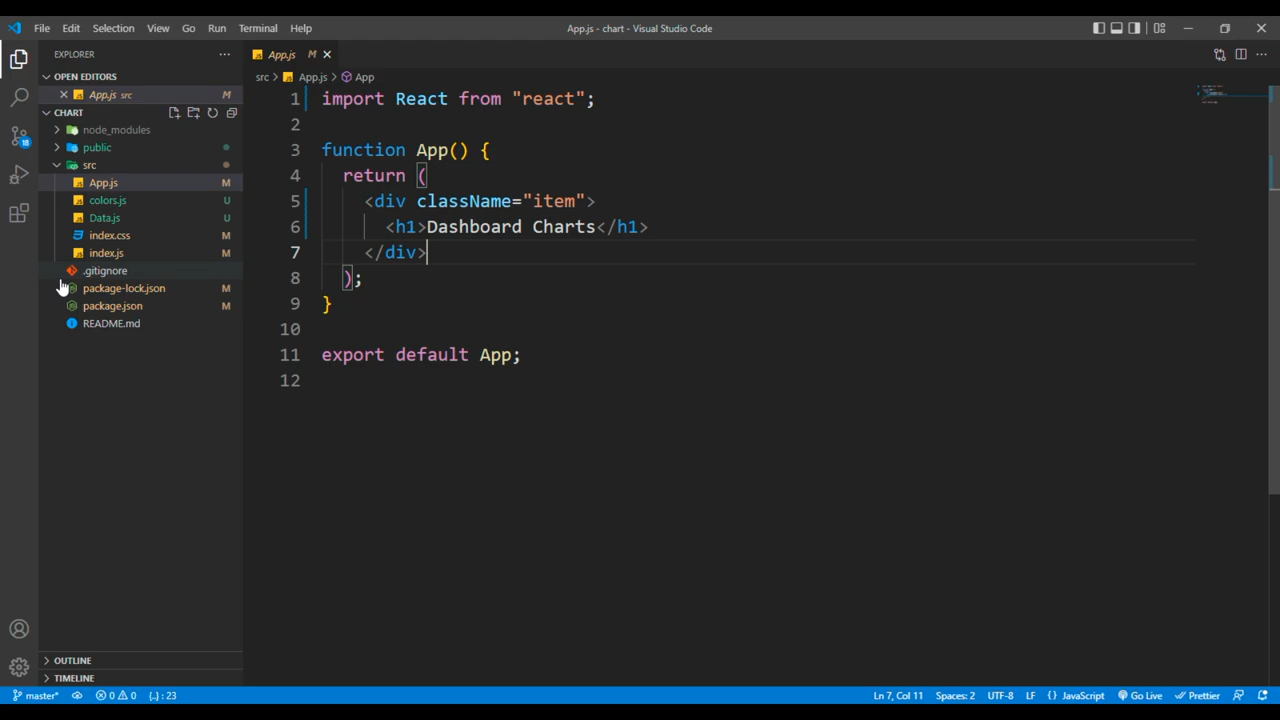 File Edit Selection View Go Run Terminal Help
App.js - chart - Visual Studio Code
EXPLORER
OPEN EDITORS
App.js src M
CHART
node_modules
public
src
App.js M
colors.js U
Data.js U
index.css M
index.js M
.gitignore
package-lock.json M
package.json M
README.md
OUTLINE
TIMELINE
18
App.js M
src > App.js > App
1 import React from "react";
2
3 function App() {
4 return (
5 <div className="item">
6 <h1>Dashboard Charts</h1>
7 </div>
8 );
9 }
10
11 export default App;
12
master* 0 0 {..} : 23
Ln 7, Col 11 Spaces: 2 UTF-8 LF {} JavaScript Go Live Prettier